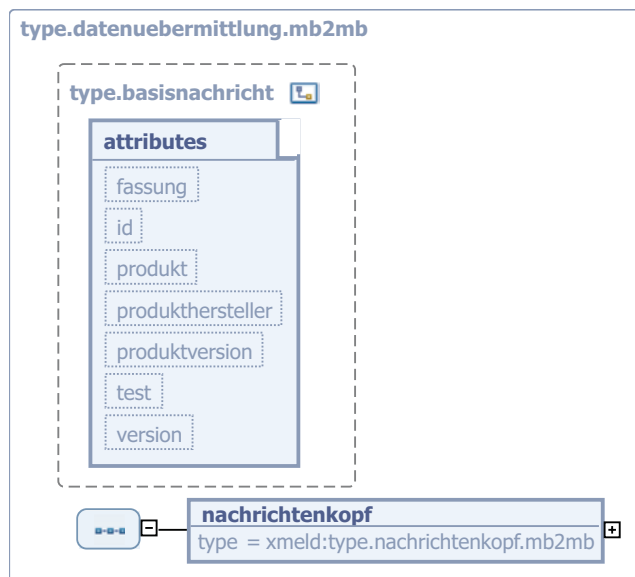 type.datenuebermittlung.mb2mb
type.basisnachricht
attributes
fassung
id
produkt
produkthersteller
produktversion
test
version
nachrichtenkopf
type = xmeld:type.nachrichtenkopf.mb2mb